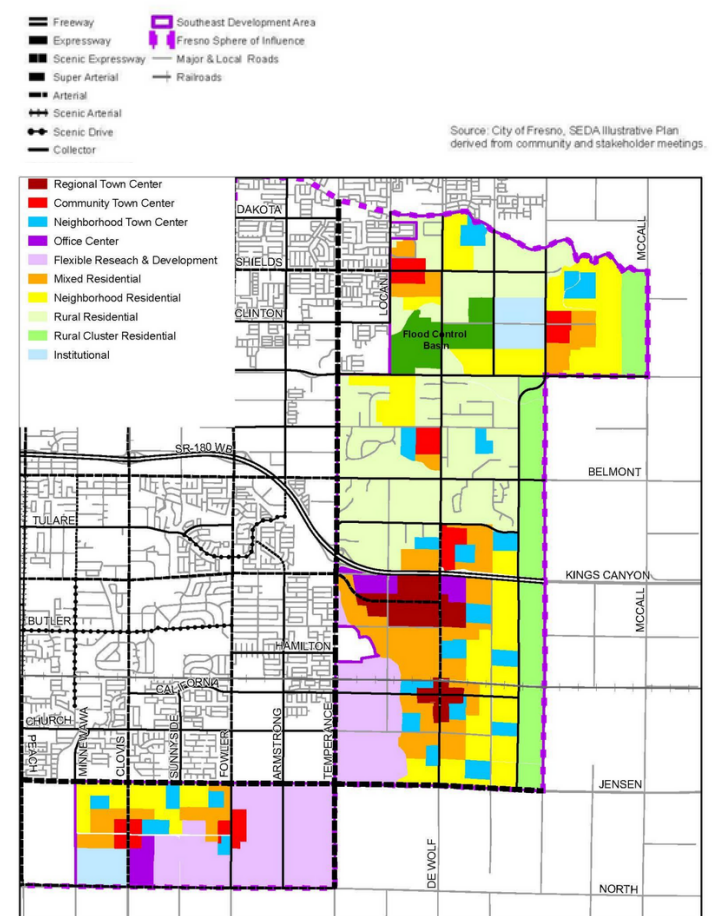 Freeway
Expressway
Scenic Expressway
Super Arterial
Arterial
Scenic Arterial
Scenic Drive
Collector
Southeast Development Area
Fresno Sphere of Influence
Major & Local Roads
Railroads
Source: City of Fresno, SEDA Illustrative Plan
derived from community and stakeholder meetings.
Regional Town Center
Community Town Center
Neighborhood Town Center
Office Center
Flexible Reseach & Development
Mixed Residential
Neighborhood Residential
Rural Residential
Rural Cluster Residential
Institutional
DAKOTA
SHIELDS
CLINTON
LOCAN
MCCALL
Flood Control
Basin
SR-180 WB
BELMONT
TULARE
KINGS CANYON
BUTLER
HAMILTON
MCCALL
CALIFORNIA
CHURCH
PEACH
MINNEWAWA
CLOVIS
SUNNYSIDE
FOWLER
ARMSTRONG
TEMPERANCE
JENSEN
DE WOLF
NORTH